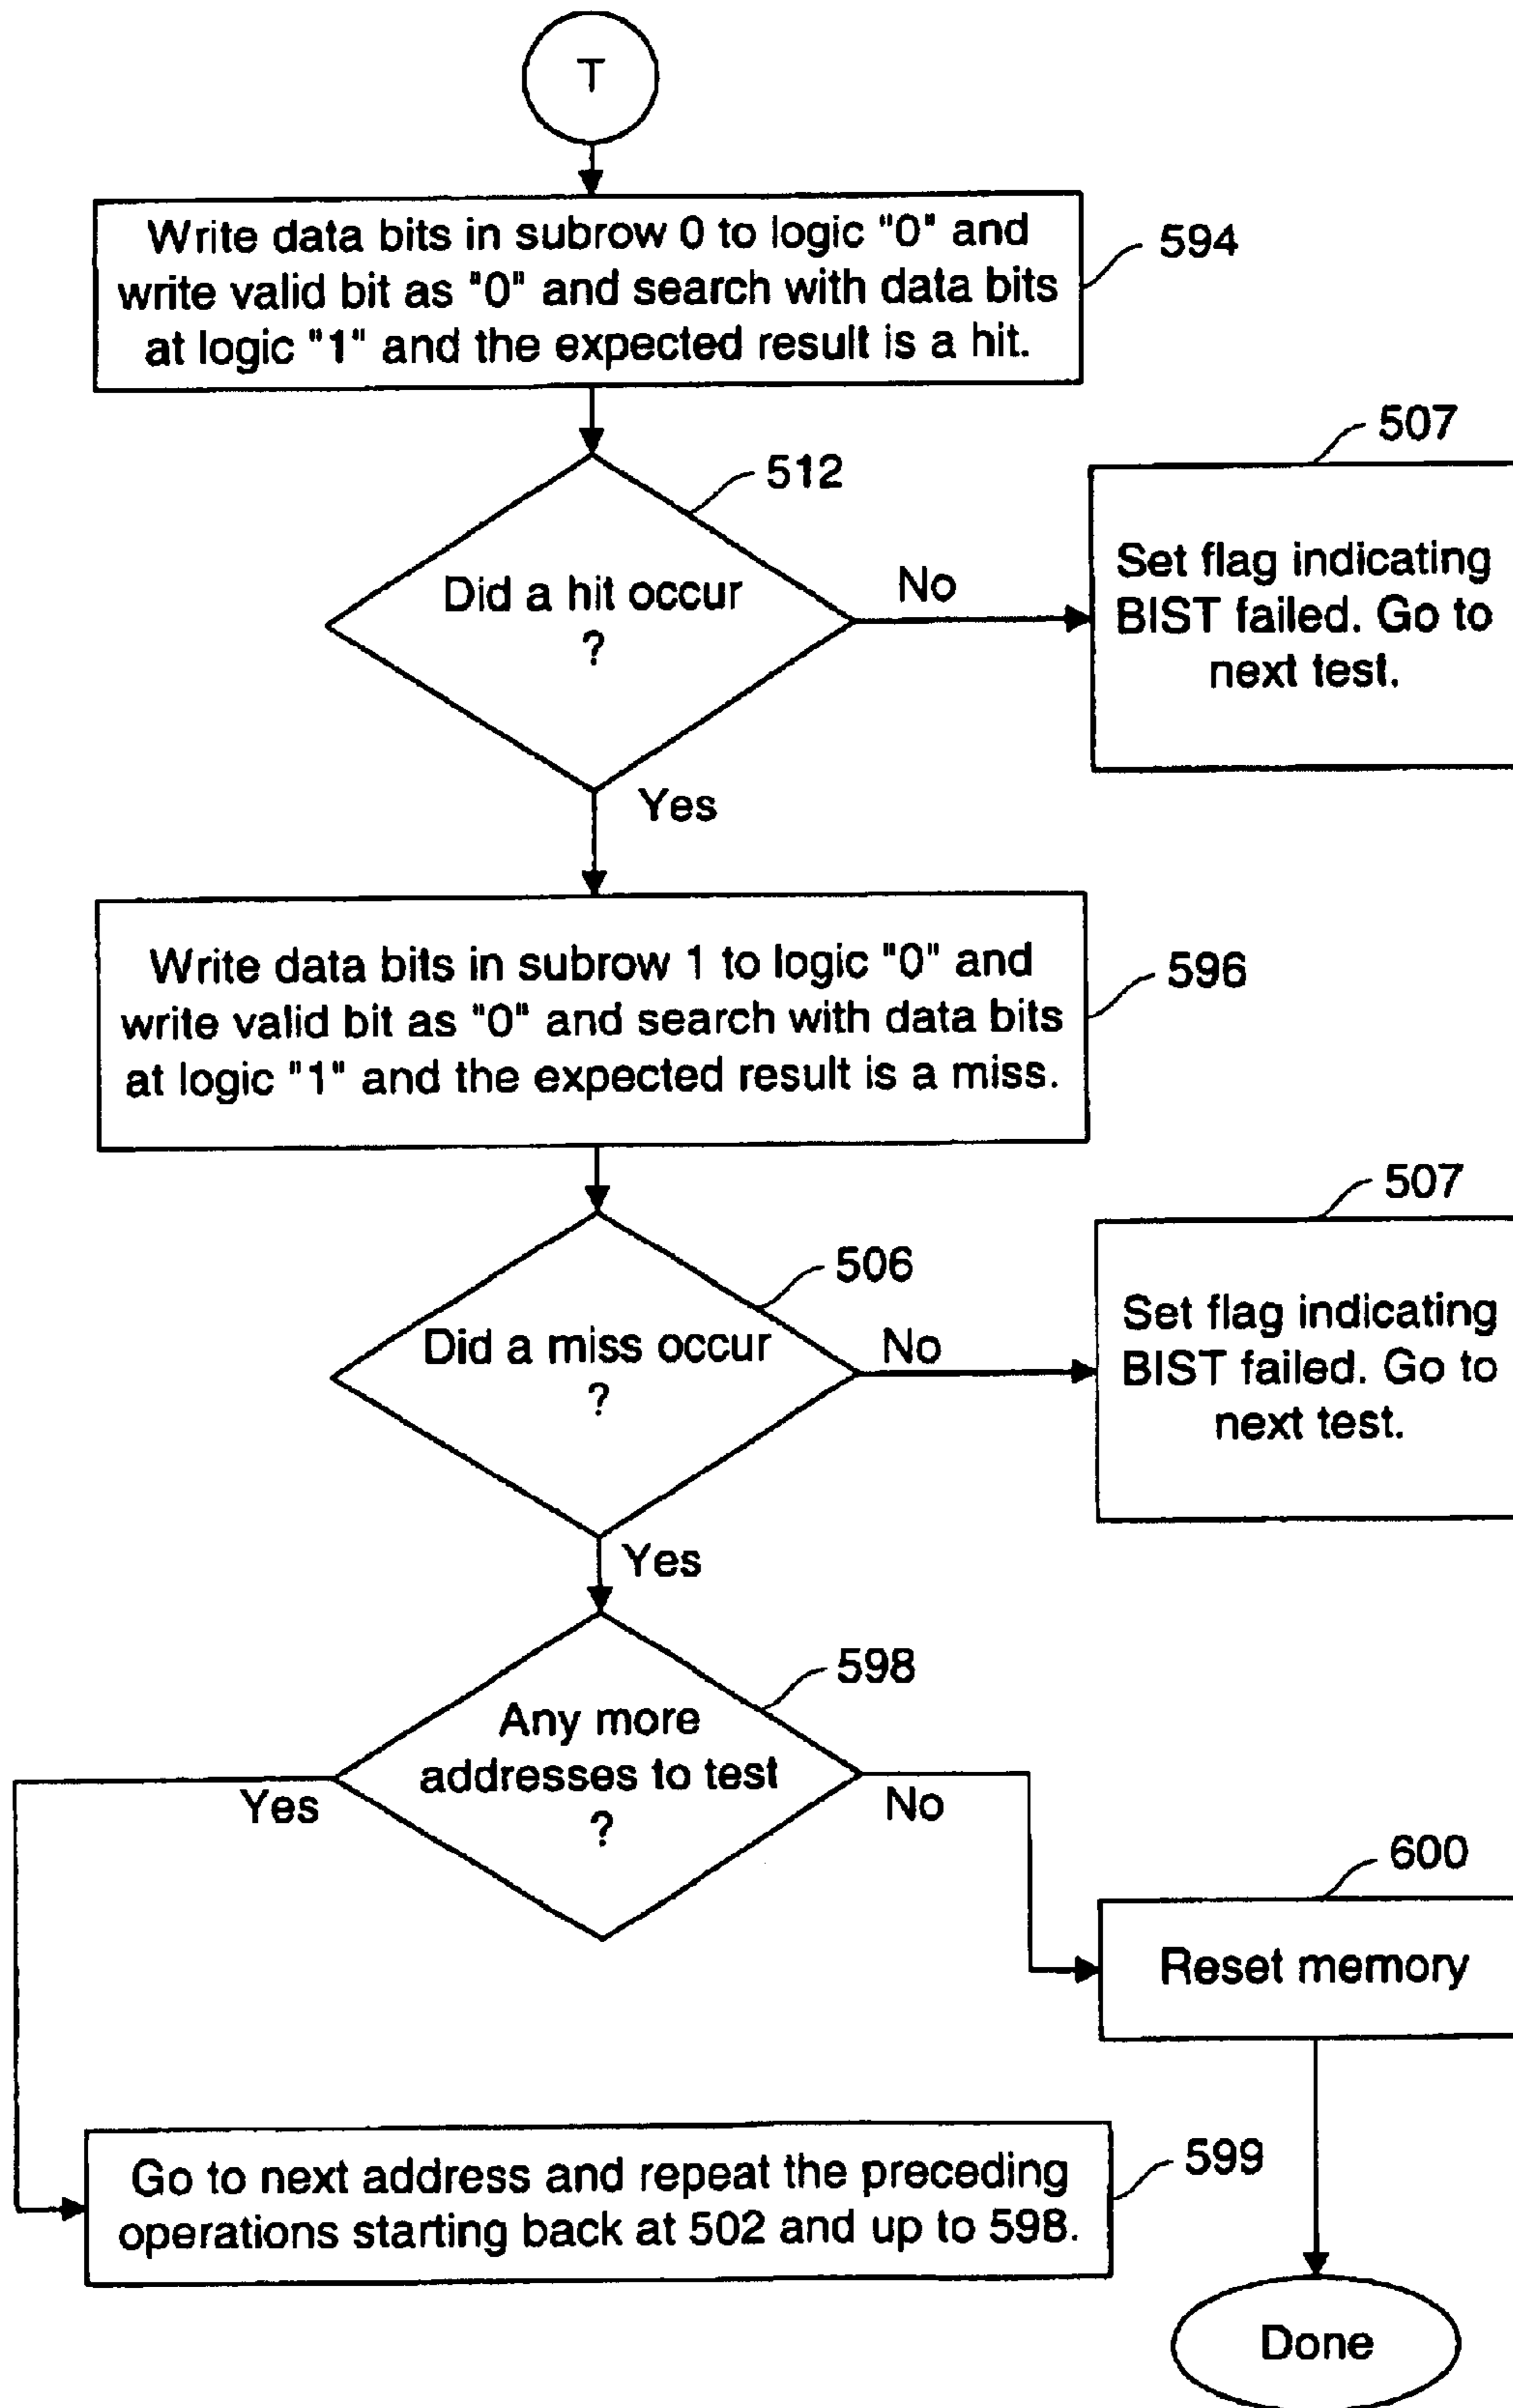 T
Write data bits in subrow 0 to logic "0" and
write valid bit as "0" and search with data bits
at logic "1" and the expected result is a hit.
594
512
Did a hit occur
?
No
Yes
507
Set flag indicating
BIST failed. Go to
next test.
Write data bits in subrow 1 to logic "0" and
write valid bit as "0" and search with data bits
at logic "1" and the expected result is a miss.
596
506
Did a miss occur
?
No
Yes
507
Set flag indicating
BIST failed. Go to
next test.
598
Any more
addresses to test
?
Yes
No
600
Reset memory
Go to next address and repeat the preceding
operations starting back at 502 and up to 598.
599
Done